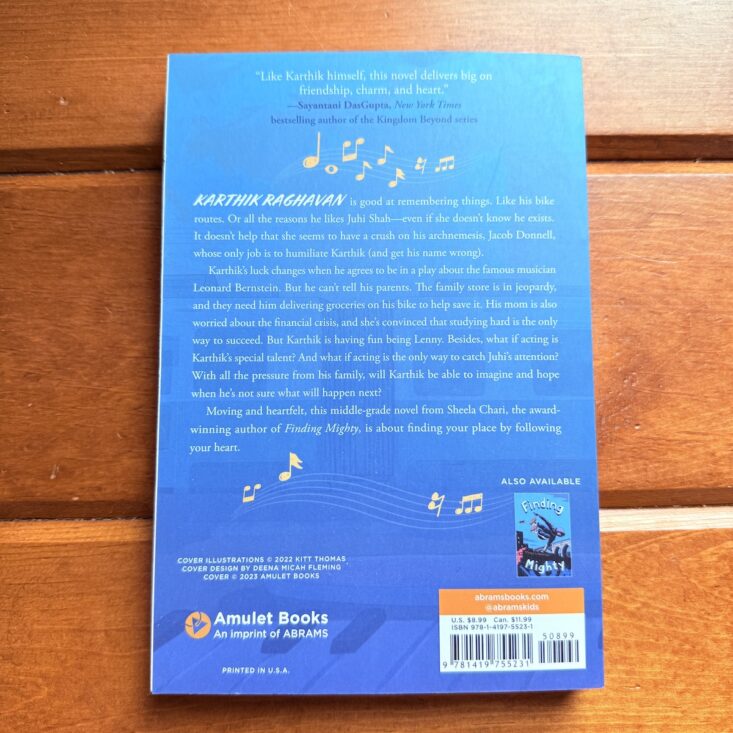 “Like Karthik himself, this novel delivers big on
friendship, charm, and heart.”
—Sayantani DasGupta, New York Times
bestselling author of the Kingdom Beyond series
KARTHIK RAGHAVAN is good at remembering things. Like his bike
routes. Or all the reasons he likes Juhi Shah—even if she doesn’t know he exists.
It doesn’t help that she seems to have a crush on his archnemesis, Jacob Donnell,
whose only job is to humiliate Karthik (and get his name wrong).
Karthik’s luck changes when he agrees to be in a play about the famous musician
Leonard Bernstein. But he can’t tell his parents. The family store is in jeopardy,
and they need him delivering groceries on his bike to help save it. His mom is also
worried about the financial crisis, and she’s convinced that studying hard is the only
way to succeed. But Karthik is having fun being Lenny. Besides, what if acting is
Karthik’s special talent? And what if acting is the only way to catch Juhi’s attention?
With all the pressure from his family, will Karthik be able to imagine and hope
when he’s not sure what will happen next?
Moving and heartfelt, this middle-grade novel from Sheela Chari, the award-
winning author of Finding Mighty, is about finding your place by following
your heart.
ALSO AVAILABLE
Finding
Mighty
COVER ILLUSTRATIONS © 2022 KITT THOMAS
COVER DESIGN BY DEENA MICAH FLEMING
COVER © 2023 AMULET BOOKS
Amulet Books
An imprint of ABRAMS
PRINTED IN U.S.A.
abramsbooks.com
@abramskids
U.S. $8.99 Can. $11.99
ISBN 978-1-4197-5523-1
50899
9 781419 755231